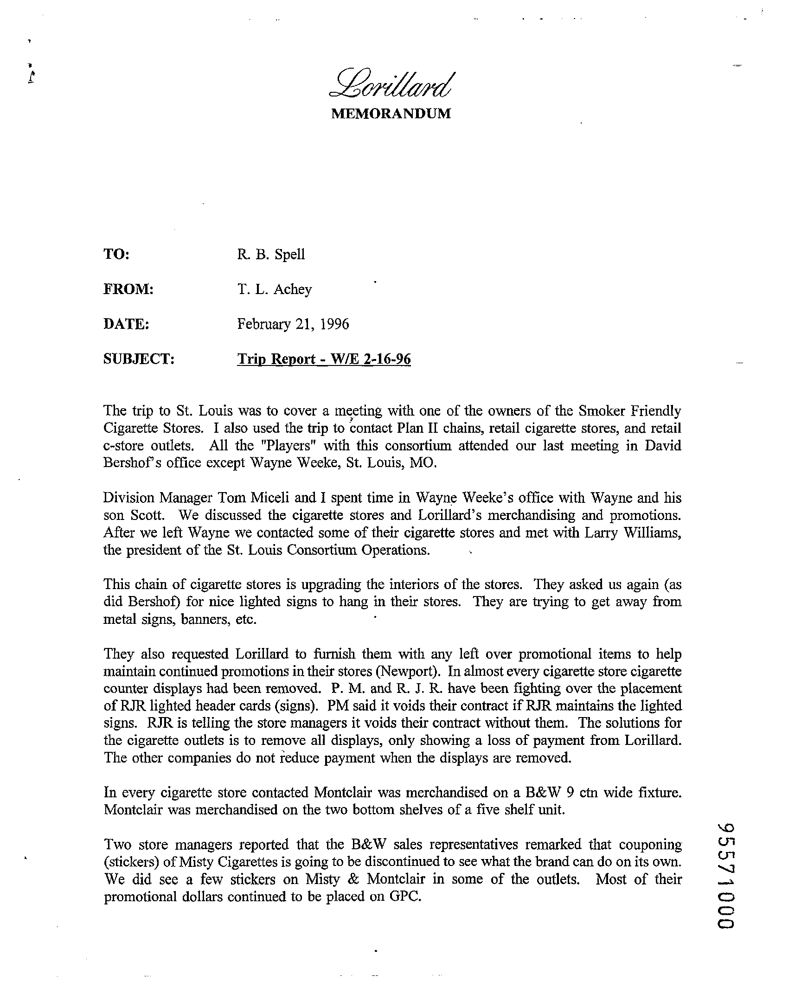 Lorillard
MEMORANDUM
TO: R. B. Spell
FROM: T. L. Achey
DATE: February 21, 1996
SUBJECT: Trip Report - W/E 2-16-96
The trip to St. Louis was to cover a meeting with one of the owners of the Smoker Friendly
Cigarette Stores. I also used the trip to contact Plan II chains, retail cigarette stores, and retail
c-store outlets. All the "Players" with this consortium attended our last meeting in David
Bershof's office except Wayne Weeke, St. Louis, MO.
Division Manager Tom Miceli and I spent time in Wayne Weeke's office with Wayne and his
son Scott. We discussed the cigarette stores and Lorillard's merchandising and promotions.
After we left Wayne we contacted some of their cigarette stores and met with Larry Williams,
the president of the St. Louis Consortium Operations.
This chain of cigarette stores is upgrading the interiors of the stores. They asked us again (as
did Bershof) for nice lighted signs to hang in their stores. They are trying to get away from
metal signs, banners, etc.
They also requested Lorillard to furnish them with any left over promotional items to help
maintain continued promotions in their stores (Newport). In almost every cigarette store cigarette
counter displays had been removed. P. M. and R. J. R. have been fighting over the placement
of RJR lighted header cards (signs). PM said it voids their contract if RJR maintains the lighted
signs. RJR is telling the store managers it voids their contract without them. The solutions for
the cigarette outlets is to remove all displays, only showing a loss of payment from Lorillard.
The other companies do not reduce payment when the displays are removed.
In every cigarette store contacted Montclair was merchandised on a B&W 9 ctn wide fixture.
Montclair was merchandised on the two bottom shelves of a five shelf unit.
Two store managers reported that the B&W sales representatives remarked that couponing
(stickers) of Misty Cigarettes is going to be discontinued to see what the brand can do on its own.
We did see a few stickers on Misty & Montclair in some of the outlets. Most of their
promotional dollars continued to be placed on GPC.
95571000